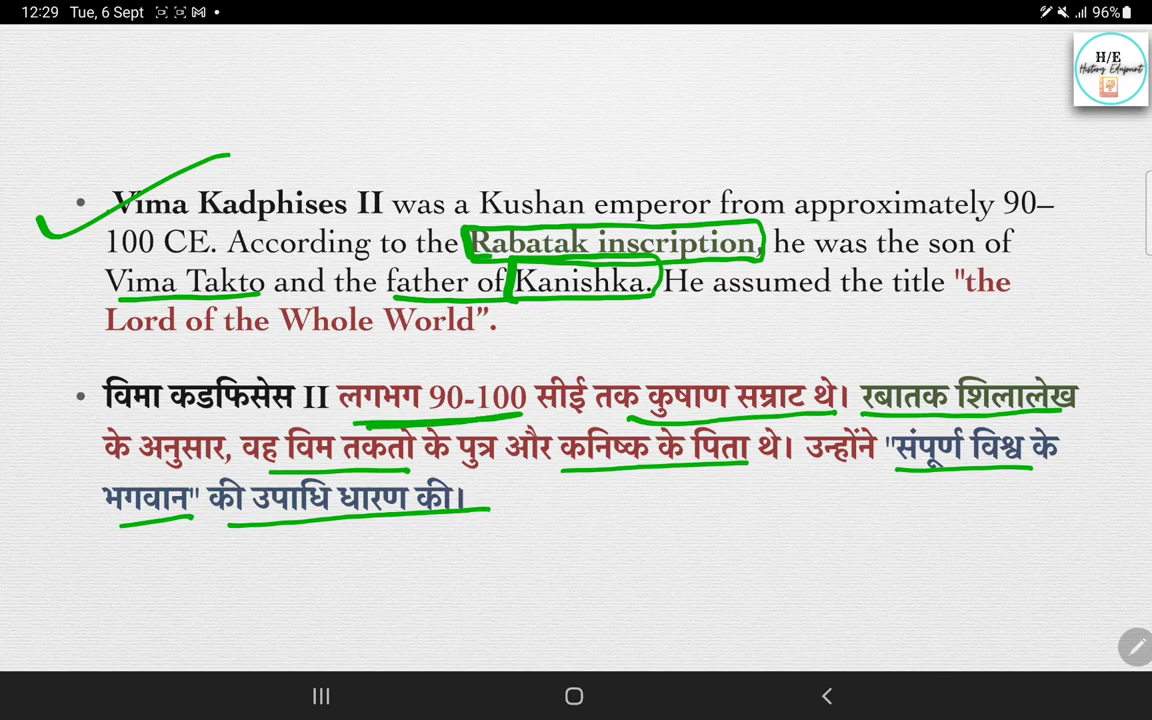 12:29 Tue, 6 Sept
96%
H/E
History Edupoint
• .Vima Kadphises II was a Kushan emperor from approximately 90–
100 CE. According to the Rabatak inscription, he was the son of
Vima Takto and the father of Kanishka. He assumed the title "the
Lord of the Whole World”.
• विमा कडफिसेस II लगभग 90-100 सीई तक कुषाण सम्राट थे। रबातक शिलालेख
के अनुसार, वह विम तकतो के पुत्र और कनिष्क के पिता थे। उन्होंने "संपूर्ण विश्व के
भगवान" की उपाधि धारण की।